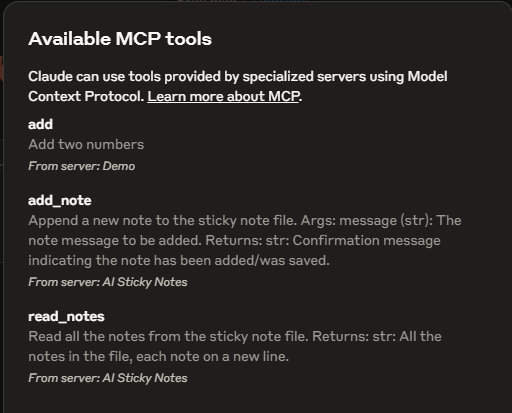 Available MCP tools
Claude can use tools provided by specialized servers using Model
Context Protocol. Learn more about MCP.
add
Add two numbers
From server: Demo
add_note
Append a new note to the sticky note file. Args: message (str): The
note message to be added. Returns: str: Confirmation message
indicating the note has been added/was saved.
From server: AI Sticky Notes
read_notes
Read all the notes from the sticky note file. Returns: str: All the
notes in the file, each note on a new line.
From server: AI Sticky Notes